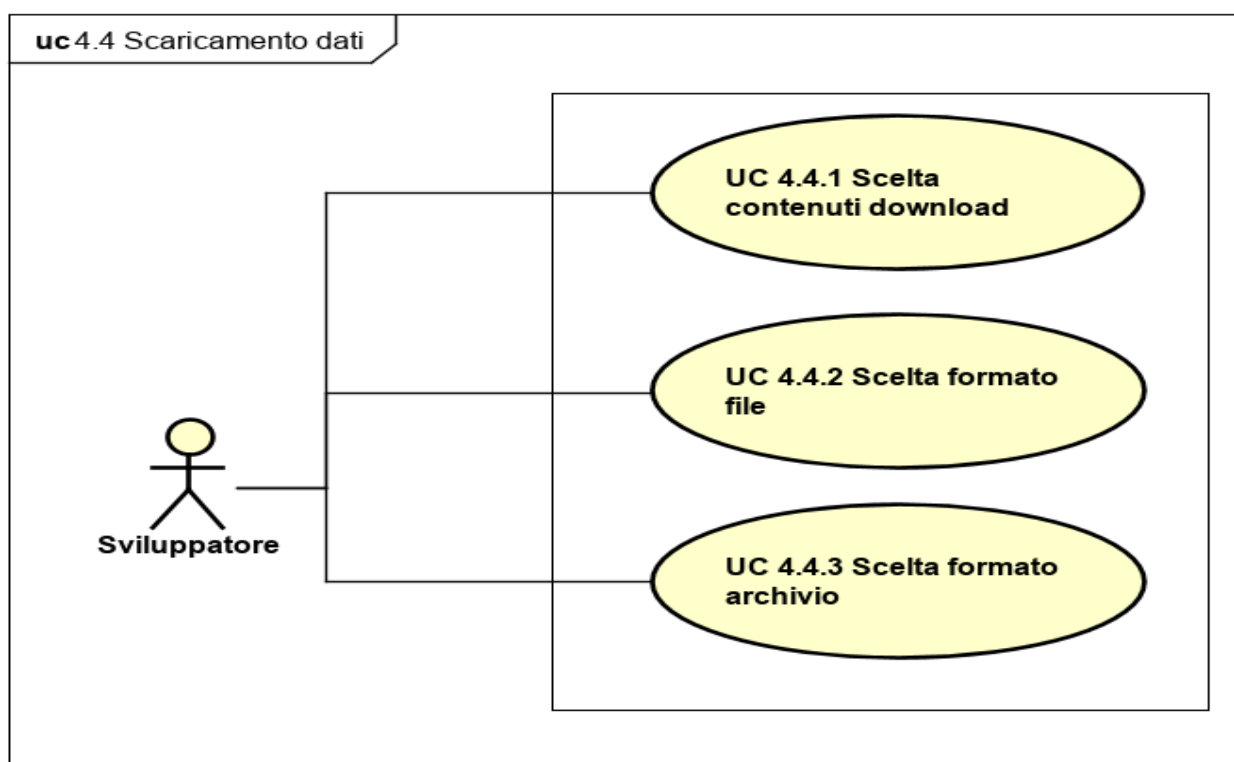 uc 4.4 Scaricamento dati
UC 4.4.1 Scelta
contenuti download
UC 4.4.2 Scelta formato
file
Sviluppatore
UC 4.4.3 Scelta formato
archivio